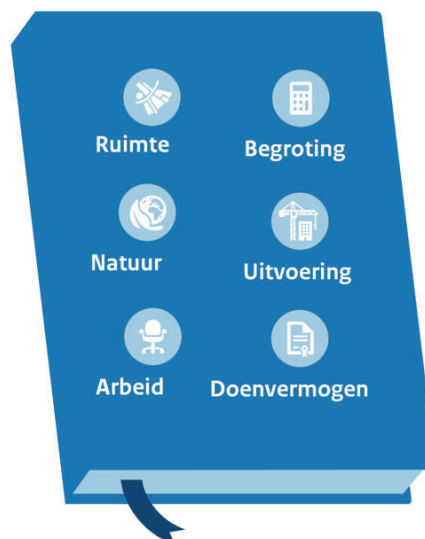 Ruimte
Begroting
Natuur
Uitvoering
Arbeid
Doenvermogen